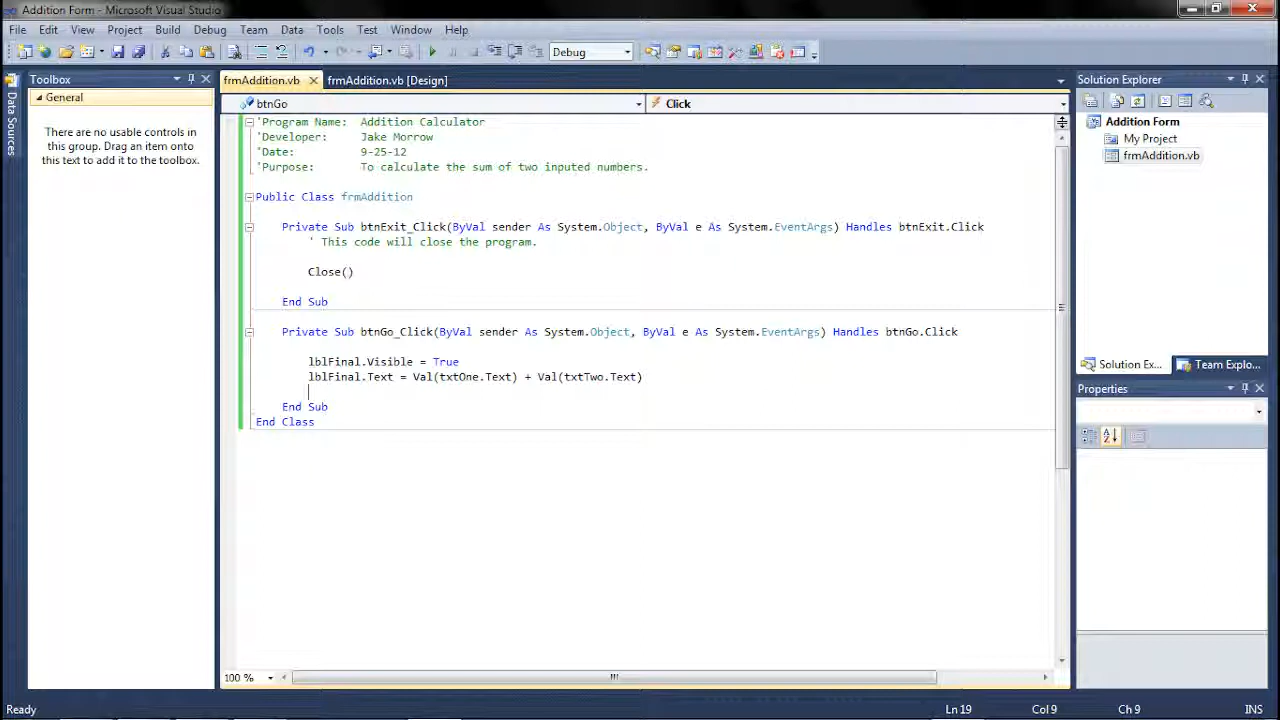 Addition Form - Microsoft Visual Studio
File Edit View Project Build Debug Team Data Tools Test Window Help
Debug
Data Sources
Toolbox
General
There are no usable controls in
this group. Drag an item onto
this text to add it to the toolbox.
frmAddition.vb frmAddition.vb [Design]
btnGo Click
'Program Name: Addition Calculator
'Developer: Jake Morrow
'Date: 9-25-12
'Purpose: To calculate the sum of two inputed numbers.
Public Class frmAddition
Private Sub btnExit_Click(ByVal sender As System.Object, ByVal e As System.EventArgs) Handles btnExit.Click
' This code will close the program.
Close()
End Sub
Private Sub btnGo_Click(ByVal sender As System.Object, ByVal e As System.EventArgs) Handles btnGo.Click
lblFinal.Visible = True
lblFinal.Text = Val(txtOne.Text) + Val(txtTwo.Text)
End Sub
End Class
100 %
Solution Explorer
Addition Form
My Project
frmAddition.vb
Solution Ex... Team Explo...
Properties
Ready Ln 19 Col 9 Ch 9 INS